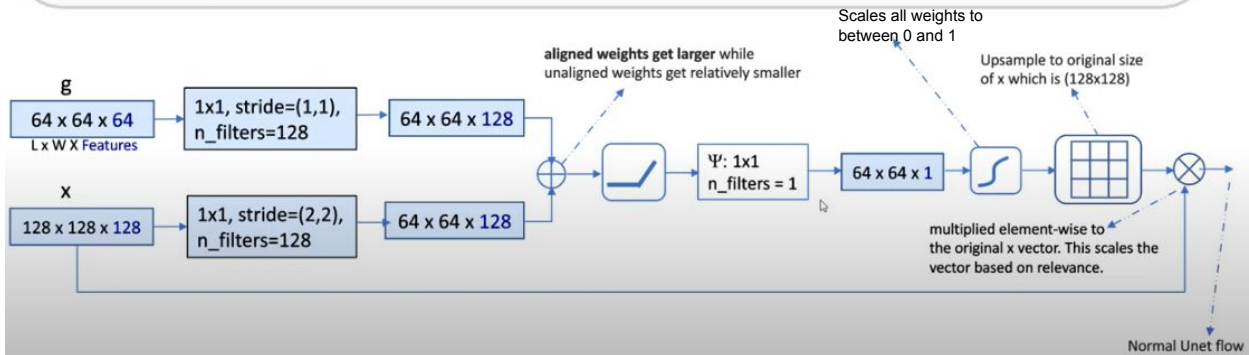 Scales all weights to
between 0 and 1
aligned weights get larger while
unaligned weights get relatively smaller
Upsample to original size
of x which is (128x128)
g
64 x 64 x 64
L x W X Features
1x1, stride=(1,1),
n_filters=128
64 x 64 x 128
Ψ: 1x1
n_filters = 1
64 x 64 x 1
x
128 x 128 x 128
1x1, stride=(2,2),
n_filters=128
64 x 64 x 128
multiplied element-wise to
the original x vector. This scales the
vector based on relevance.
Normal Unet flow